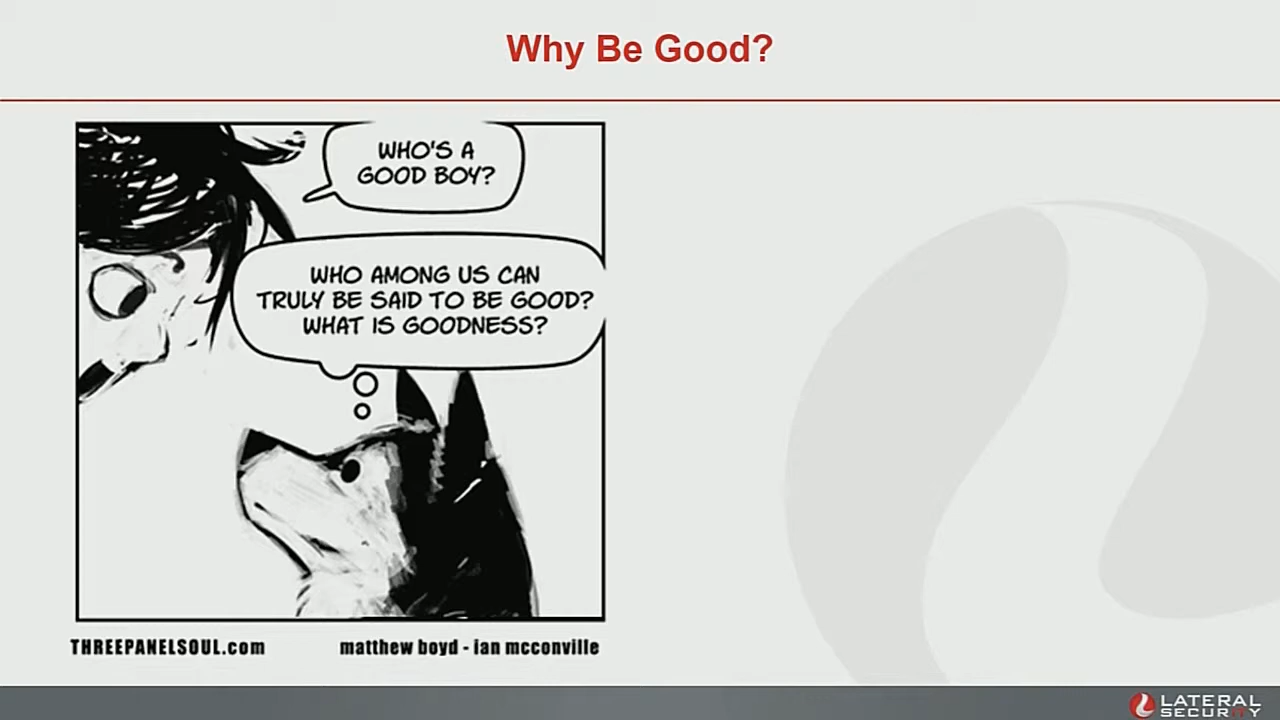 Why Be Good?
WHO'S A
GOOD BOY?
WHO AMONG US CAN
TRULY BE SAID TO BE GOOD?
WHAT IS GOODNESS?
THREEPANELSOUL.com
matthew boyd - ian mcconville
LATERAL
SECURITY